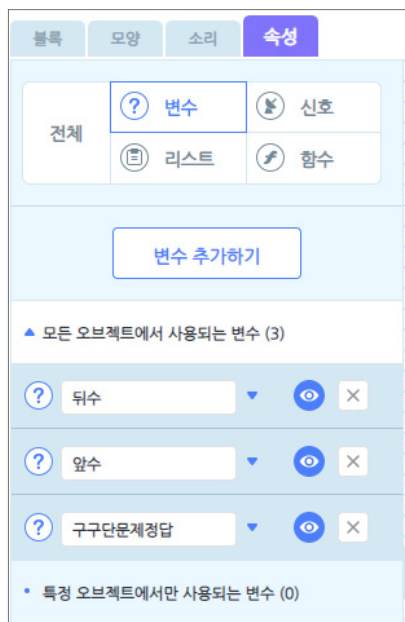 블록 모양 소리 속성
전체
변수 신호
리스트 함수
변수 추가하기
▲ 모든 오브젝트에서 사용되는 변수 (3)
뒤수
앞수
구구단문제정답
• 특정 오브젝트에서만 사용되는 변수 (0)